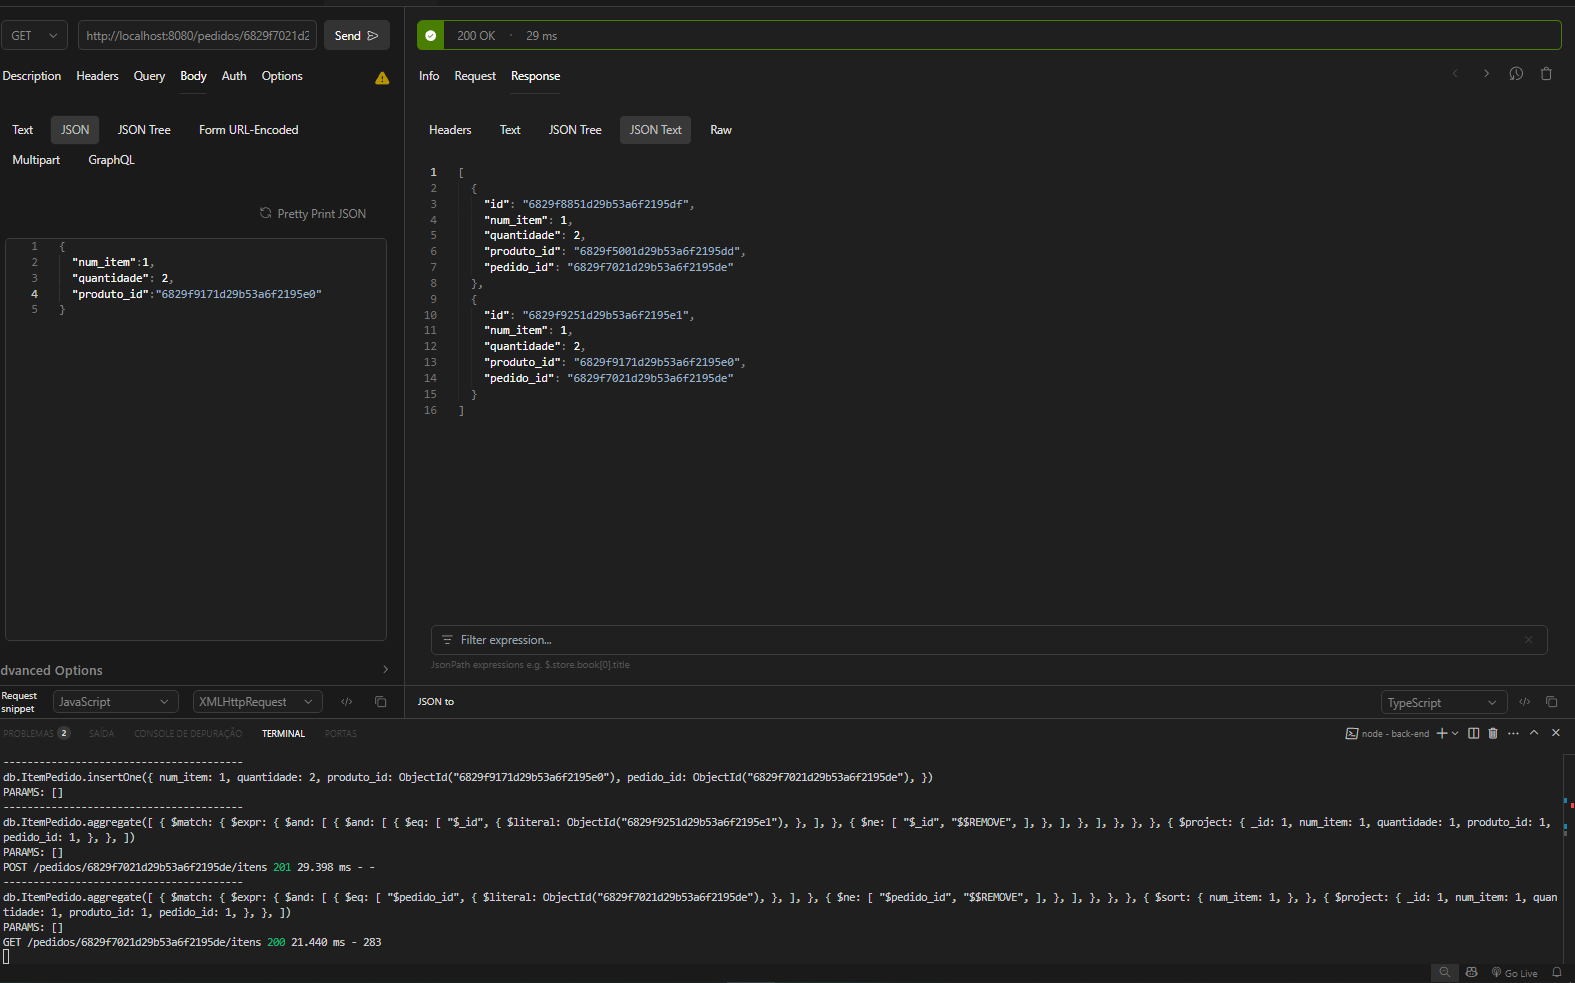 GET
http://localhost:8080/pedidos/6829f7021d2
Send
200 OK · 29 ms
Description Headers Query Body Auth Options
Info Request Response
Text JSON JSON Tree Form URL-Encoded
Multipart GraphQL
Headers Text JSON Tree JSON Text Raw
Pretty Print JSON
1 {
2 "num_item":1,
3 "quantidade": 2,
4 "produto_id":"6829f9171d29b53a6f2195e0"
5 }
1 [
2 {
3 "id": "6829f8851d29b53a6f2195df",
4 "num_item": 1,
5 "quantidade": 2,
6 "produto_id": "6829f5001d29b53a6f2195dd",
7 "pedido_id": "6829f7021d29b53a6f2195de"
8 },
9 {
10 "id": "6829f9251d29b53a6f2195e1",
11 "num_item": 1,
12 "quantidade": 2,
13 "produto_id": "6829f9171d29b53a6f2195e0",
14 "pedido_id": "6829f7021d29b53a6f2195de"
15 }
16 ]
Filter expression...
JsonPath expressions e.g. $.store.book[0].title
dvanced Options
Request
snippet
JavaScript
XMLHttpRequest
JSON to
TypeScript
PROBLEMAS 2 SAÍDA CONSOLE DE DEPURAÇÃO TERMINAL PORTAS
node - back-end
----------------------------------------
db.ItemPedido.insertOne({ num_item: 1, quantidade: 2, produto_id: ObjectId("6829f9171d29b53a6f2195e0"), pedido_id: ObjectId("6829f7021d29b53a6f2195de"), })
PARAMS: []
----------------------------------------
db.ItemPedido.aggregate([ { $match: { $expr: { $and: [ { $and: [ { $eq: [ "$_id", { $literal: ObjectId("6829f9251d29b53a6f2195e1"), }, ], }, { $ne: [ "$_id", "$$REMOVE", ], }, ], }, ], }, }, }, { $project: { _id: 1, num_item: 1, quantidade: 1, produto_id: 1,
pedido_id: 1, }, }, ])
PARAMS: []
POST /pedidos/6829f7021d29b53a6f2195de/itens 201 29.398 ms - -
----------------------------------------
db.ItemPedido.aggregate([ { $match: { $expr: { $and: [ { $eq: [ "$pedido_id", { $literal: ObjectId("6829f7021d29b53a6f2195de"), }, ], }, { $ne: [ "$pedido_id", "$$REMOVE", ], }, ], }, }, }, { $sort: { num_item: 1, }, }, { $project: { _id: 1, num_item: 1, quan
tidade: 1, produto_id: 1, pedido_id: 1, }, }, ])
PARAMS: []
GET /pedidos/6829f7021d29b53a6f2195de/itens 200 21.440 ms - 283
Go Live